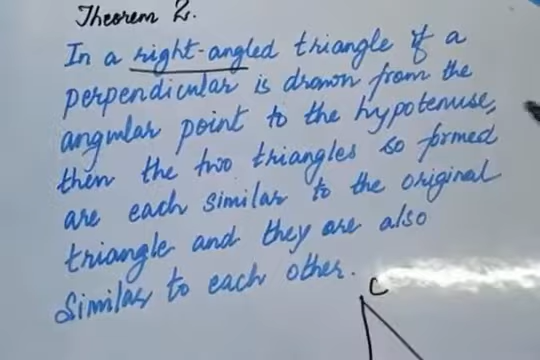 Theorem 2.
In a right-angled triangle if a
perpendicular is drawn from the
angular point to the hypotenuse,
then the two triangles so formed
are each similar to the original
triangle and they are also
Similar to each other.
C